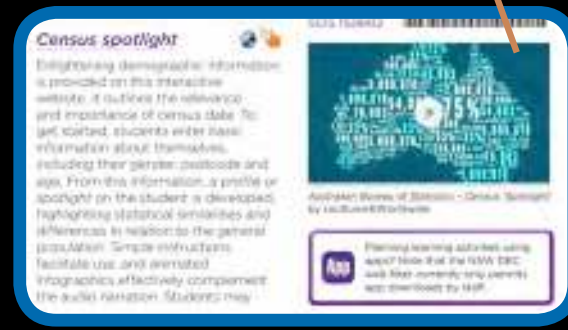 Census spotlight
Enlightening demographic information
is provided on this interactive
website. It outlines the relevance
and importance of census data. To
get started, students enter basic
information about themselves,
including their gender, postcode and
age. From this information, a profile or
spotlight on the student is developed,
highlighting statistical similarities and
differences in relation to the general
population. Simple instructions
facilitate use, and animated
infographics effectively complement
the audio narration. Students may
75%
Australian Bureau of Statistics - Census Spotlight
by
App
Planning learning activities using
apps? Note that the NSW DEC
web filter currently only permits
app downloads by staff.